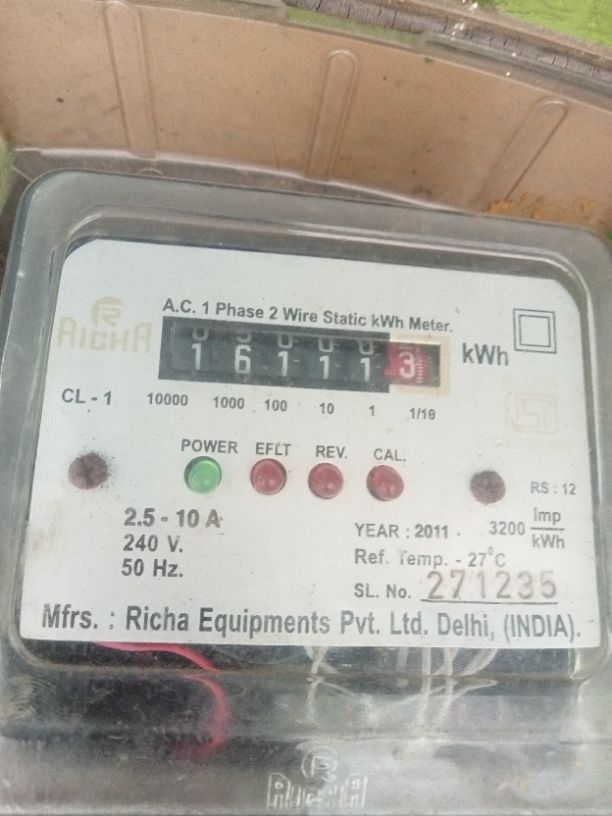 RICHA
A.C. 1 Phase 2 Wire Static kWh Meter.
1 6 1 1 1 3 kWh
CL - 1 10000 1000 100 10 1 1/10
POWER EFLT REV. CAL.
RS : 12
2.5 - 10 A
240 V.
50 Hz.
YEAR : 2011 . 3200 Imp/kWh
Ref. Temp. - 27°C
SL. No. 271235
Mfrs. : Richa Equipments Pvt. Ltd. Delhi, (INDIA).
RICHA